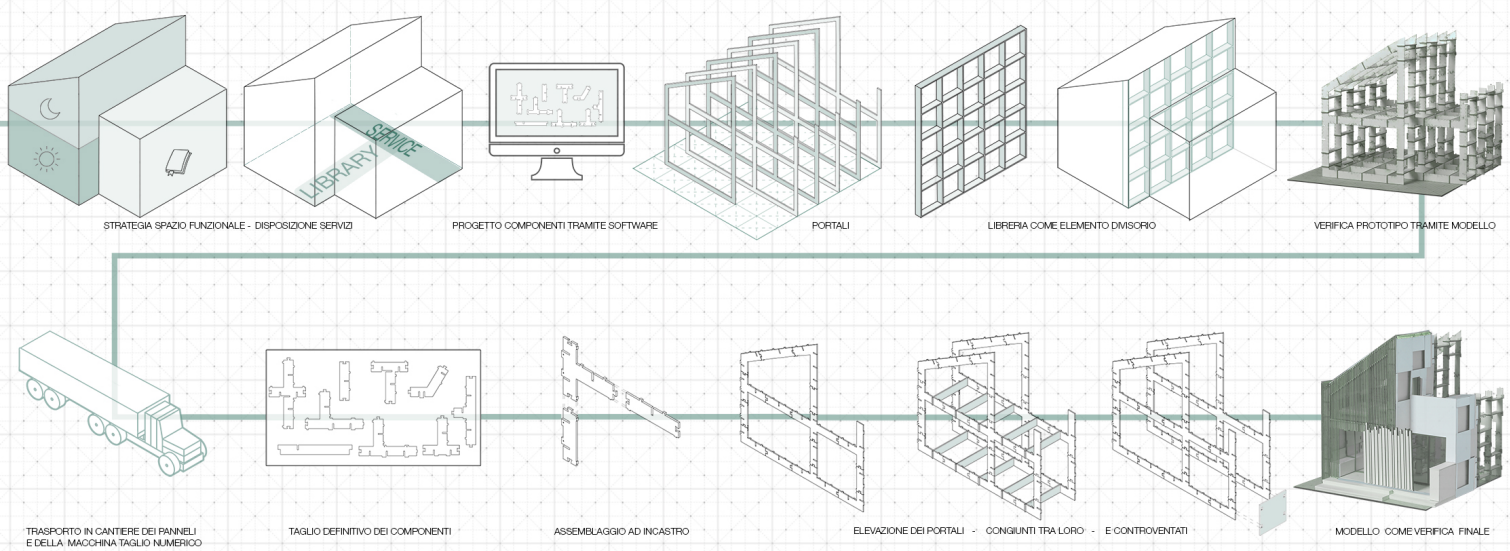 LIBRARY
SERVICE
STRATEGIA SPAZIO FUNZIONALE - DISPOSIZIONE SERVIZI
PROGETTO COMPONENTI TRAMITE SOFTWARE
PORTALI
LIBRERIA COME ELEMENTO DIVISORIO
VERIFICA PROTOTIPO TRAMITE MODELLO
TRASPORTO IN CANTIERE DEI PANNELI
E DELLA MACCHINA TAGLIO NUMERICO
TAGLIO DEFINITIVO DEI COMPONENTI
ASSEMBLAGGIO AD INCASTRO
ELEVAZIONE DEI PORTALI - CONGIUNTI TRA LORO - E CONTROVENTATI
MODELLO COME VERIFICA FINALE